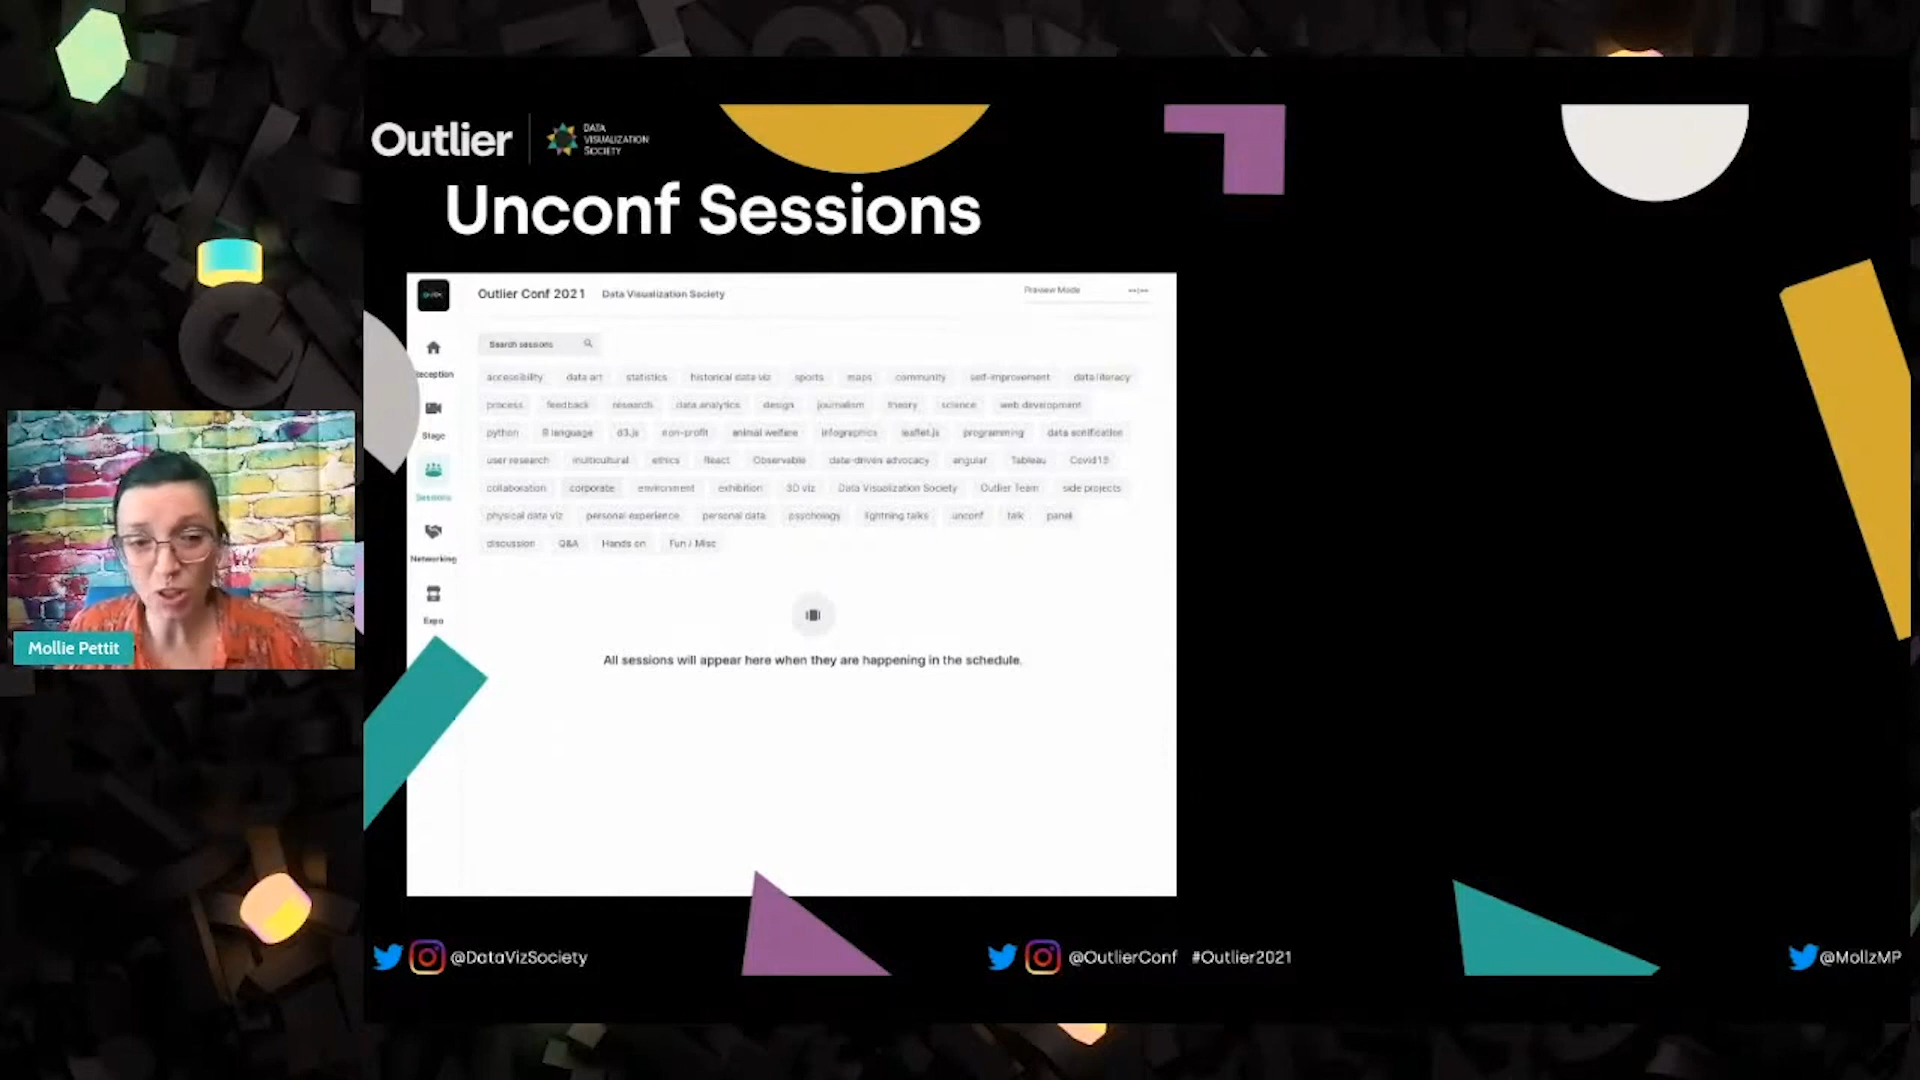 Outlier
DATA
VISUALIZATION
SOCIETY
Unconf Sessions
Outlier Conf 2021 Data Visualization Society
Preview Mode
--:--
Search sessions
accessibility data art statistics historical data viz sports maps community self-improvement data literacy
process feedback research data analytics design journalism theory science web development
python R language d3.js non-profit animal welfare infographics leaflet.js programming data sonification
user research multicultural ethics React Observable data-driven advocacy angular Tableau Covid19
collaboration corporate environment exhibition 3D viz Data Visualization Society Outlier Team side projects
physical data viz personal experience personal data psychology lightning talks unconf talk panel
discussion Q&A Hands on Fun / Misc
Reception
Stage
Sessions
Networking
Expo
All sessions will appear here when they are happening in the schedule.
Mollie Pettit
@DataVizSociety
@OutlierConf #Outlier2021
@MollzMP